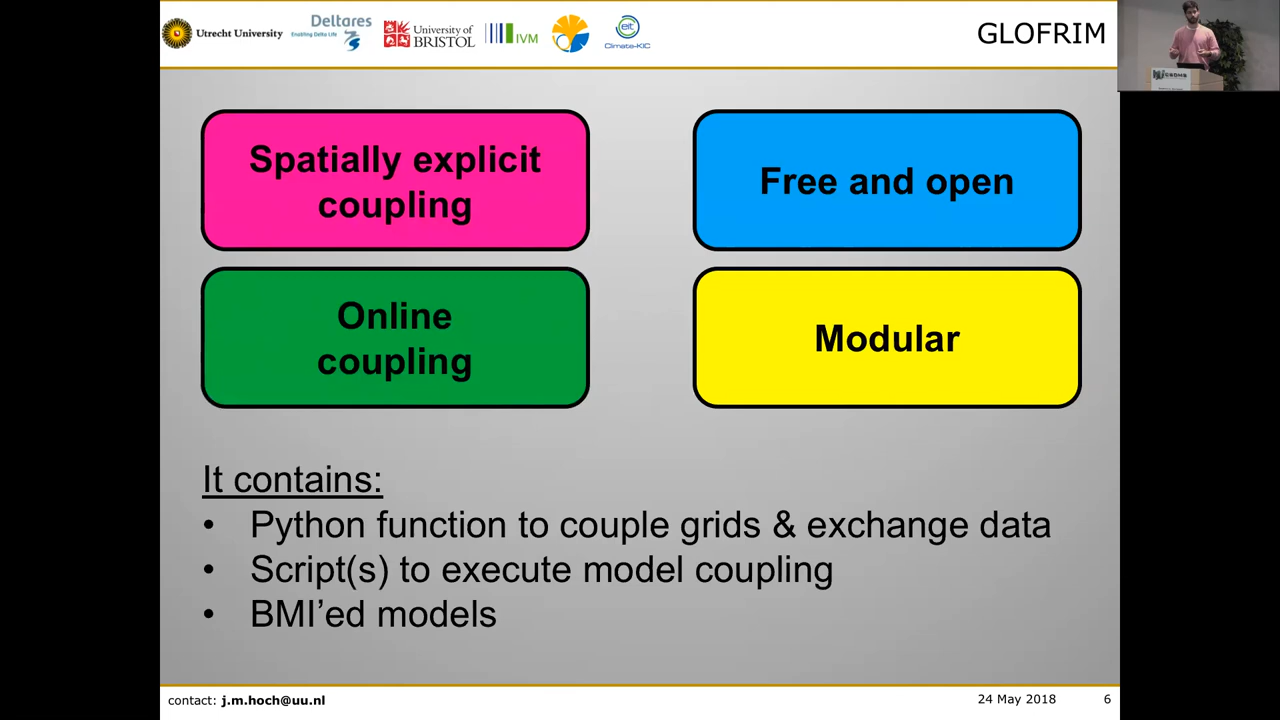 Utrecht University
Deltares
Enabling Delta Life
University of
BRISTOL
IVM
eit
Climate-KIC
GLOFRIM
CSDMS
Spatially explicit
coupling
Free and open
Online
coupling
Modular
It contains:
• Python function to couple grids & exchange data
• Script(s) to execute model coupling
• BMI’ed models
contact: j.m.hoch@uu.nl
24 May 2018
6